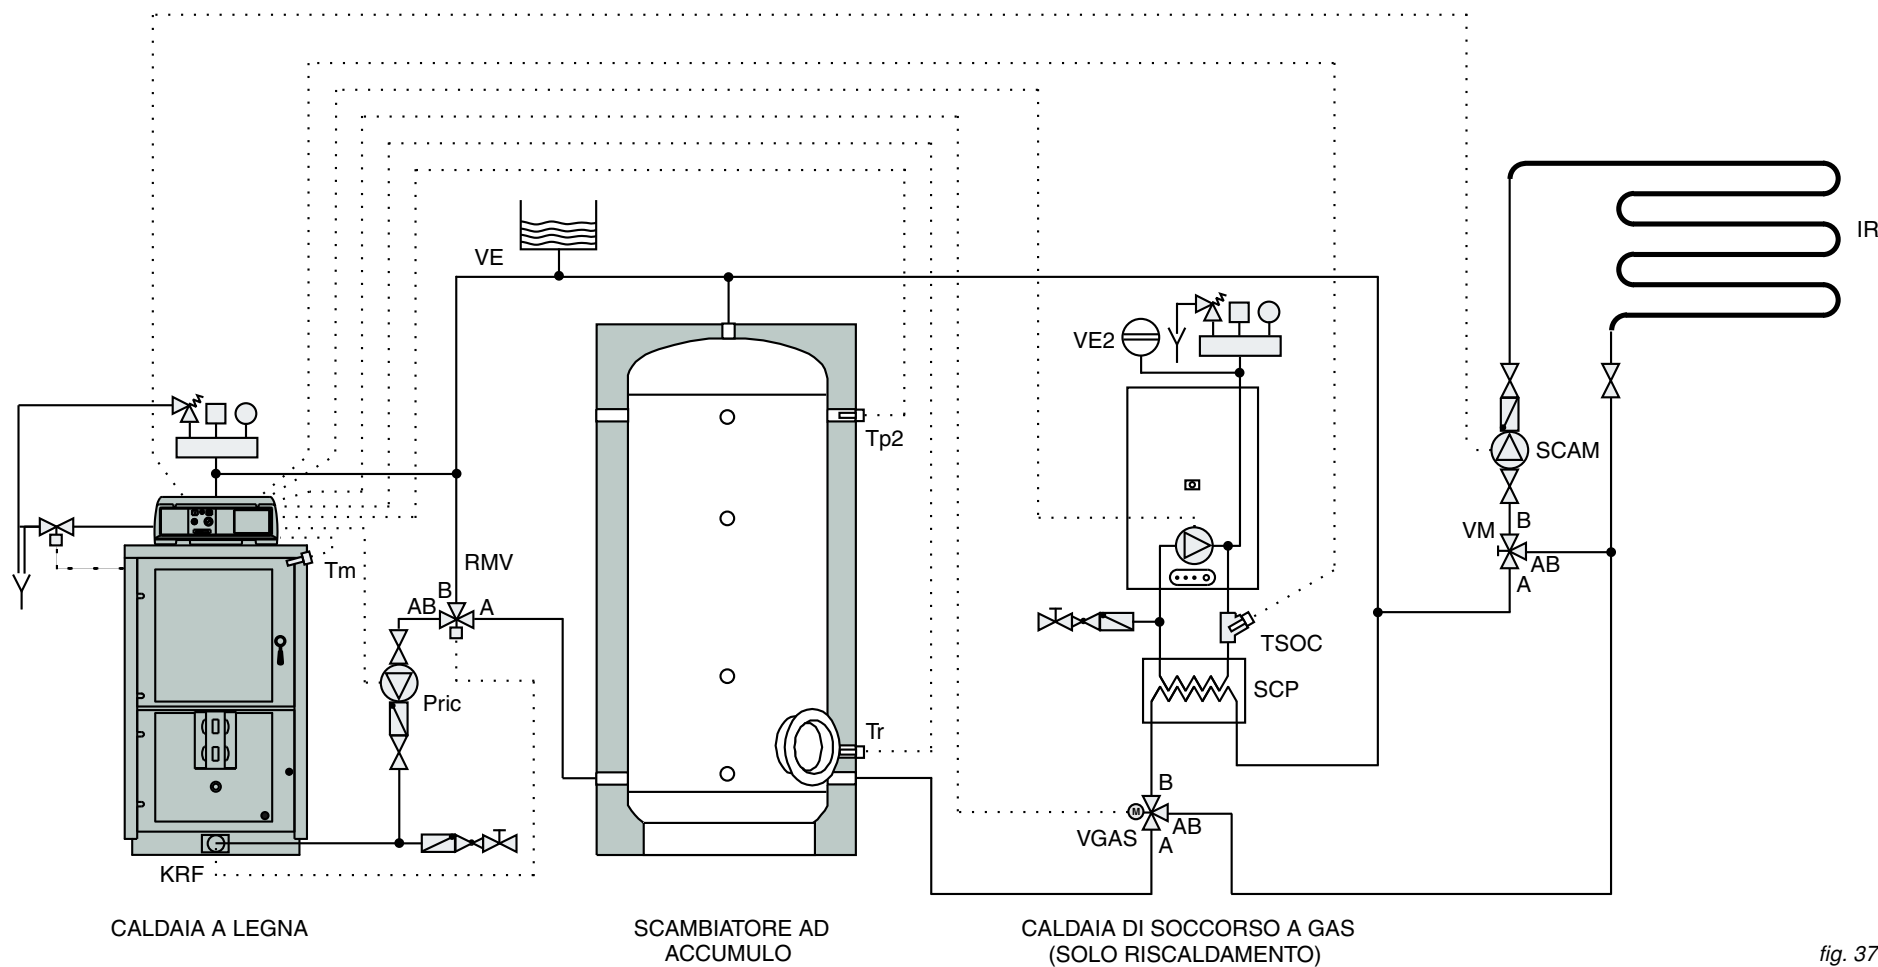 IR
VE
VE2
Tp2
SCAM
VM
B
AB
A
RMV
Tm
B
AB
A
TSOC
SCP
Pric
Tr
B
M
VGAS
AB
A
KRF
CALDAIA A LEGNA
SCAMBIATORE AD
ACCUMULO
CALDAIA DI SOCCORSO A GAS
(SOLO RISCALDAMENTO)
fig. 37